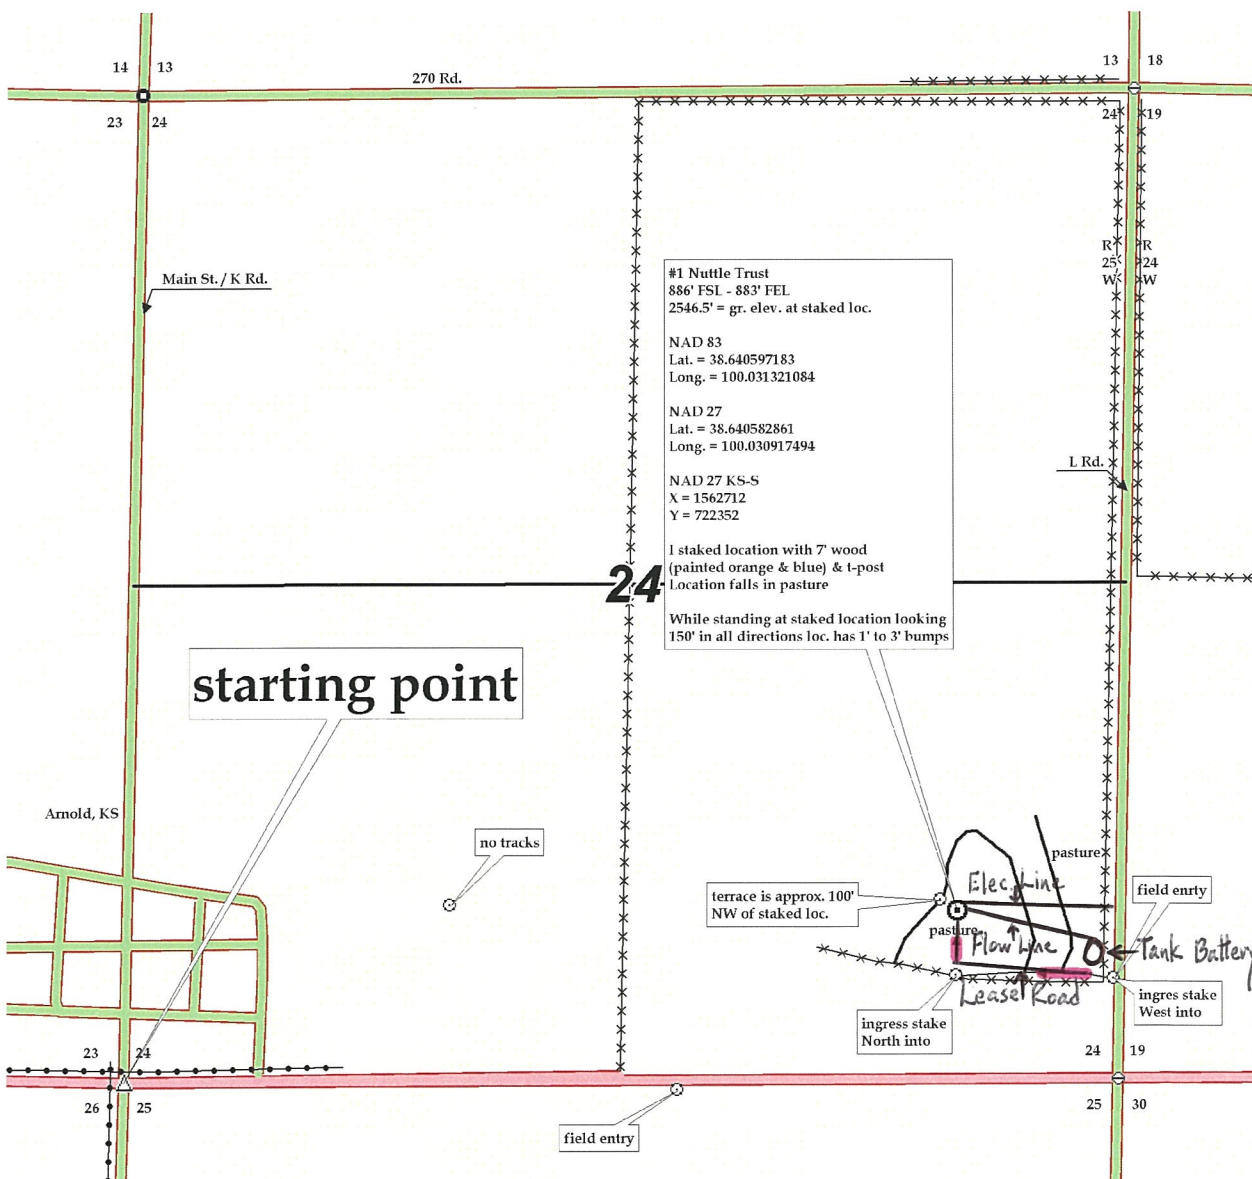 14 13
13 18
270 Rd.
23 24
24 19
Main St. / K Rd.
R R
25 24
W W
#1 Nuttle Trust
886' FSL - 883' FEL
2546.5' = gr. elev. at staked loc.
NAD 83
Lat. = 38.640597183
Long. = 100.031321084
NAD 27
Lat. = 38.640582861
Long. = 100.030917494
NAD 27 KS-S
X = 1562712
Y = 722352
I staked location with 7' wood
(painted orange & blue) & t-post
Location falls in pasture
While standing at staked location looking
150' in all directions loc. has 1' to 3' bumps
L Rd.
24
starting point
Arnold, KS
no tracks
pasture
Elec. Line
terrace is approx. 100'
NW of staked loc.
field enrty
pasture
Flow Line
Tank Battery
Lease Road
ingres stake
West into
ingress stake
North into
23 24
24 19
26 25
25 30
field entry